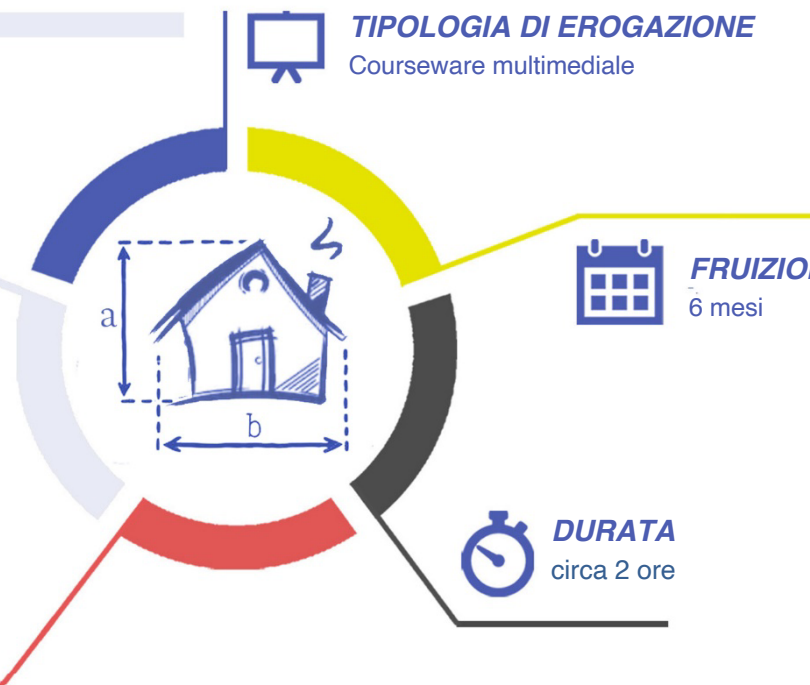 TIPOLOGIA DI EROGAZIONE
Courseware multimediale
6 mesi
a
b
DURATA
circa 2 ore